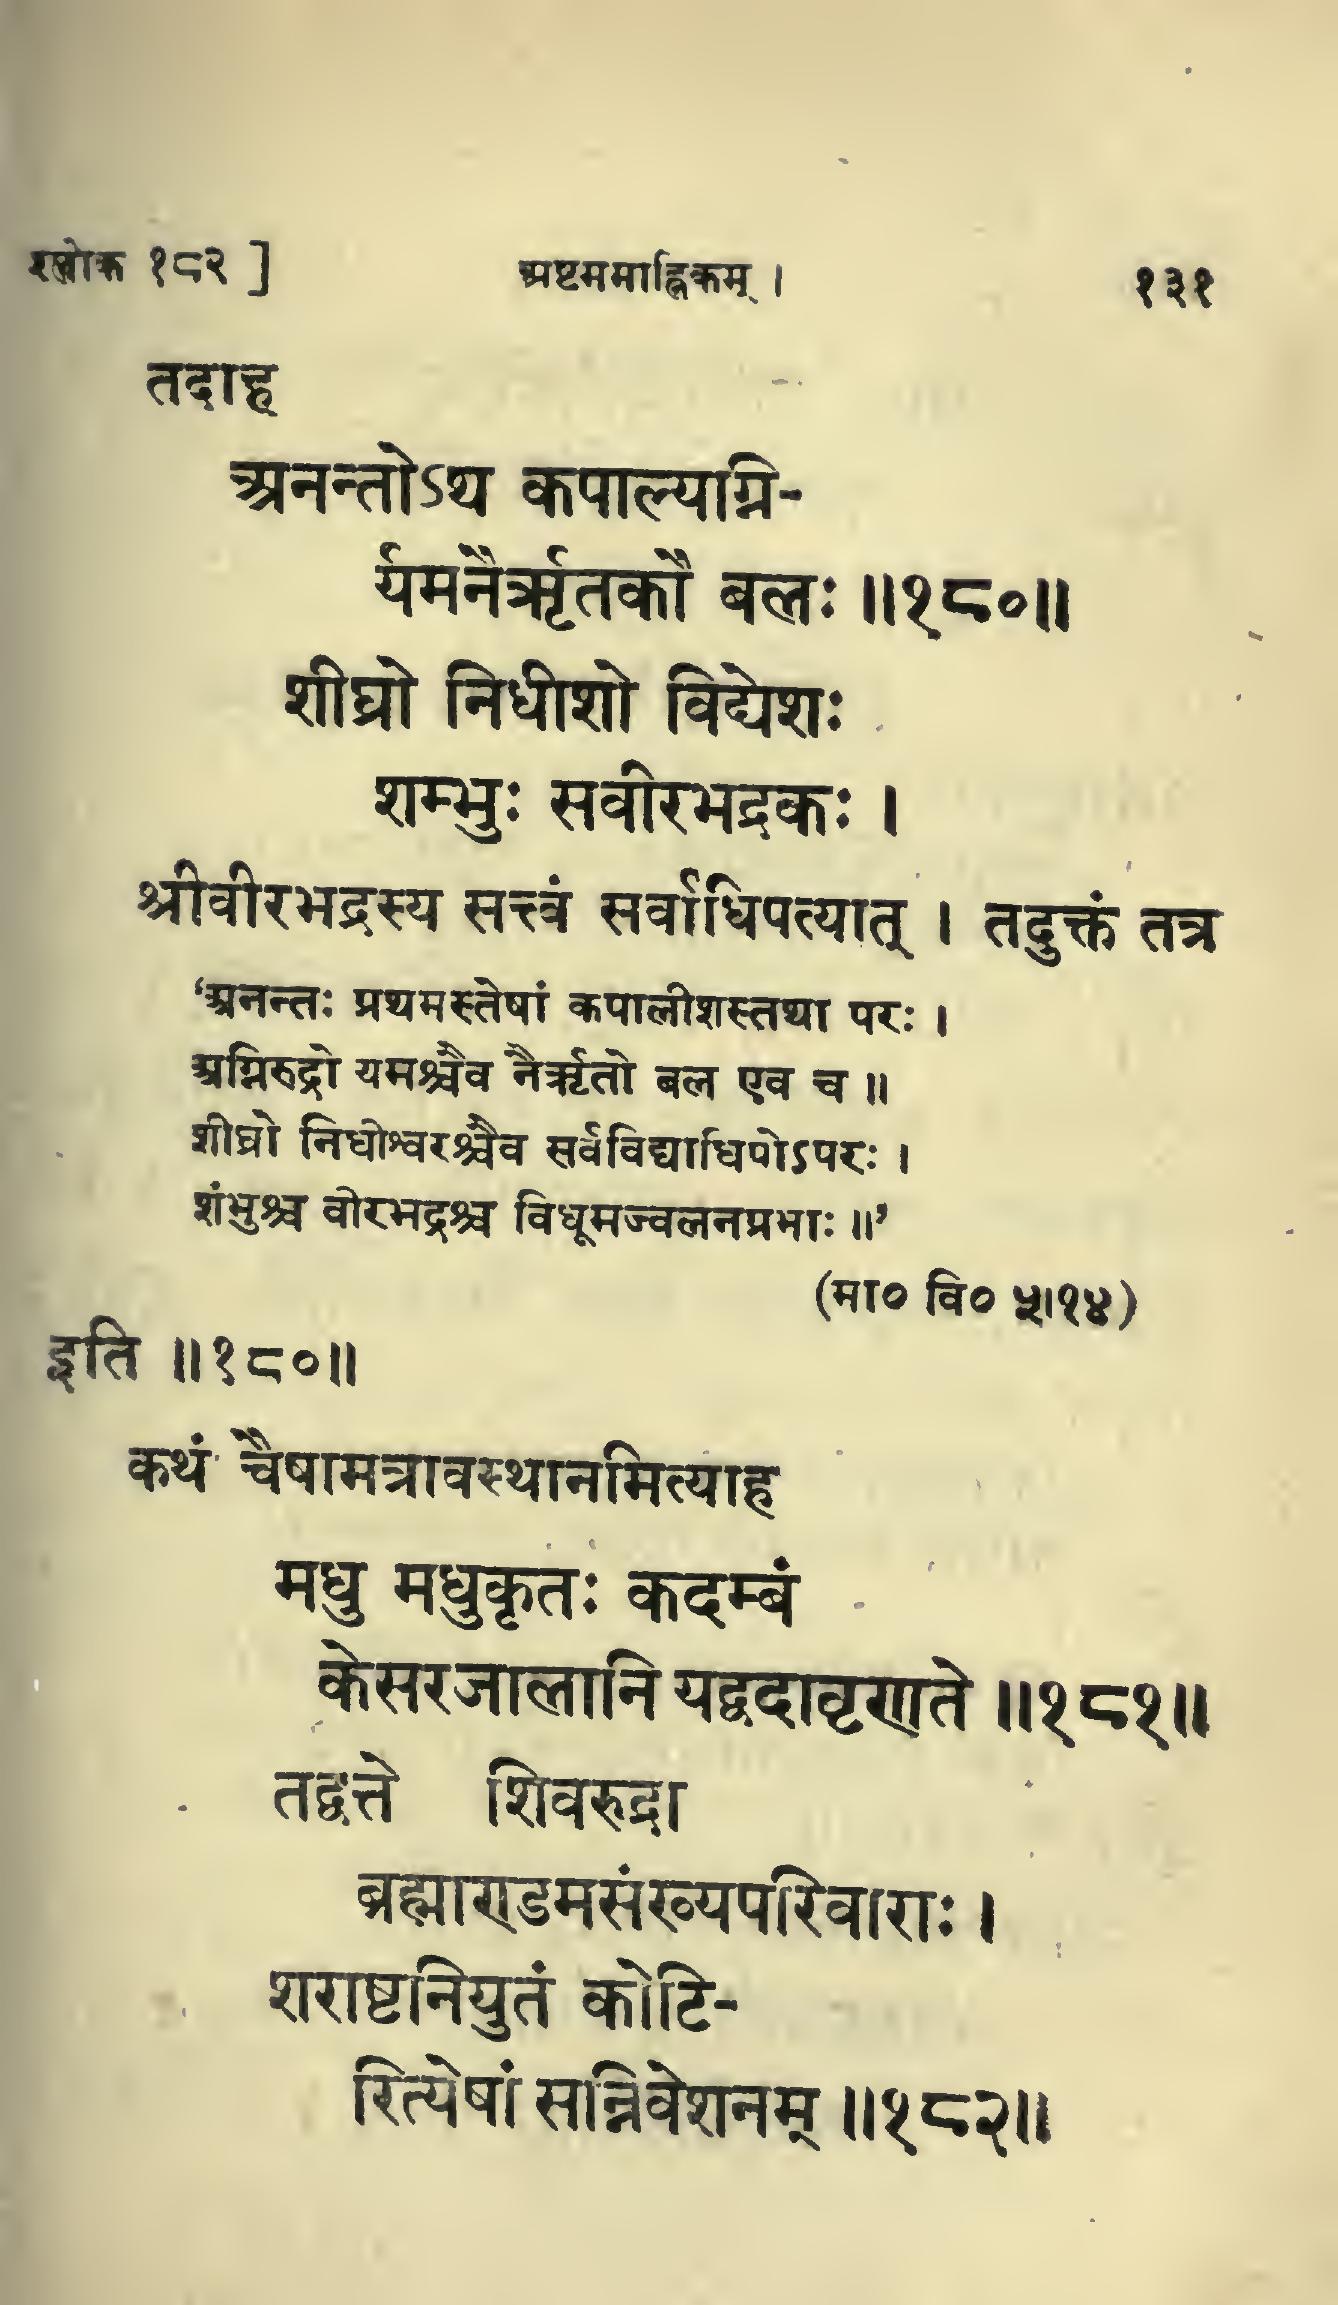 श्लोक १८२ ]
अष्टममाह्निकम् ।
१३१
तदाह
अनन्तोऽथ कपाल्याग्नि-
र्यमनैर्ऋतकौ बलः ॥१८०॥
शीघ्रो निधीशो विद्येशः
शम्भुः सवीरभद्रकः ।
श्रीवीरभद्रस्य सत्त्वं सर्वाधिपत्यात् । तदुक्तं तत्र
‘अनन्तः प्रथमस्तेषां कपालीशस्तथा परः ।
अग्निरुद्रो यमश्चैव नैर्ऋतो बल एव च ॥
शीघ्रो निधीश्वरश्चैव सर्वविद्याधिपोऽपरः ।
शंभुश्च वीरभद्रश्च विधूमज्वलनप्रभाः ॥’
(मा० वि० ५।१४)
इति ॥१८०॥
कथं चैषामत्रावस्थानमित्याह
मधु मधुकृतः कदम्बं
केसरजालानि यद्वदावृणते ॥१८१॥
तद्वत्ते शिवरुद्रा
ब्रह्माण्डमसंख्यपरिवाराः ।
शराष्टनियुतं कोटि-
रित्येषां सन्निवेशनम् ॥१८२॥